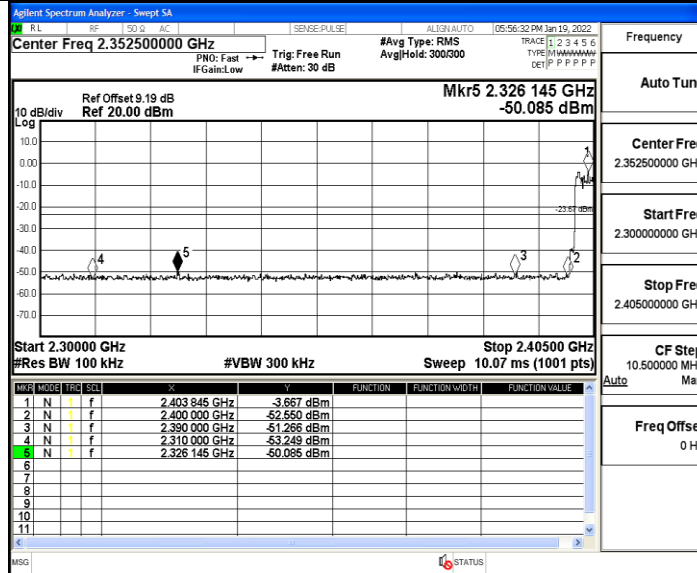 Agilent Spectrum Analyzer - Swept SA
RL RF 50 Ω AC SENSE:PULSE ALIGN AUTO 05:56:32 PM Jan 19, 2022
Center Freq 2.352500000 GHz
PNO: Fast
IFGain:Low
Trig: Free Run
#Atten: 30 dB
#Avg Type: RMS
Avg|Hold: 300/300
TRACE 1 2 3 4 5 6
TYPE M
DET P P P P P P
Mkr5 2.326 145 GHz
-50.085 dBm
Ref Offset 9.19 dB
10 dB/div Ref 20.00 dBm
Log
10.0
0.00
-10.0
-20.0
-30.0
-40.0
-50.0
-60.0
-70.0
1
-23.67 dBm
4 5 3 2
Start 2.30000 GHz Stop 2.40500 GHz
#Res BW 100 kHz #VBW 300 kHz Sweep 10.07 ms (1001 pts)
MKR MODE TRC SCL X Y FUNCTION FUNCTION WIDTH FUNCTION VALUE
1 N 1 f 2.403 845 GHz -3.667 dBm
2 N 1 f 2.400 000 GHz -52.550 dBm
3 N 1 f 2.390 000 GHz -51.266 dBm
4 N 1 f 2.310 000 GHz -53.249 dBm
5 N 1 f 2.326 145 GHz -50.085 dBm
6
7
8
9
10
11
MSG STATUS
Frequency
Auto Tun
Center Fre
2.352500000 GH
Start Fre
2.300000000 GH
Stop Fre
2.405000000 GH
CF Step
10.500000 MH
Auto Ma
Freq Offse
0 H